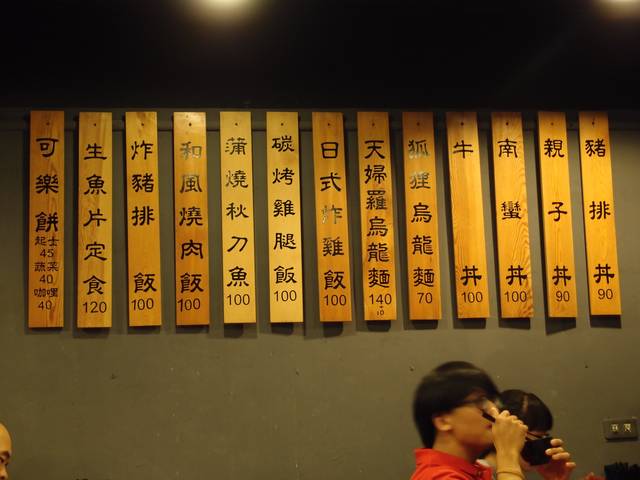 可樂餅
起士
45
蔬菜
40
咖哩
40
生魚片定食
120
炸豬排飯
100
和風燒肉飯
100
蒲燒秋刀魚
100
碳烤雞腿飯
100
日式炸雞飯
100
天婦羅烏龍麵
140
狐狸烏龍麵
70
牛丼
100
南蠻丼
100
親子丼
90
豬排丼
90